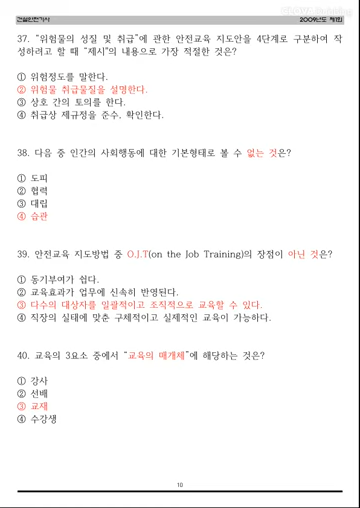 건설안전기사 2009년도 제1회
37. "위험물의 성질 및 취급"에 관한 안전교육 지도안을 4단계로 구분하여 작
성하려고 할 때 "제시"의 내용으로 가장 적절한 것은?
① 위험정도를 말한다.
② 위험물 취급물질을 설명한다.
③ 상호 간의 토의를 한다.
④ 취급상 제규정을 준수, 확인한다.
38. 다음 중 인간의 사회행동에 대한 기본형태로 볼 수 없는 것은?
① 도피
② 협력
③ 대립
④ 습관
39. 안전교육 지도방법 중 O.J.T(on the Job Training)의 장점이 아닌 것은?
① 동기부여가 쉽다.
② 교육효과가 업무에 신속히 반영된다.
③ 다수의 대상자를 일괄적이고 조직적으로 교육할 수 있다.
④ 직장의 실태에 맞춘 구체적이고 실제적인 교육이 가능하다.
40. 교육의 3요소 중에서 "교육의 매개체"에 해당하는 것은?
① 강사
② 선배
③ 교재
④ 수강생
10